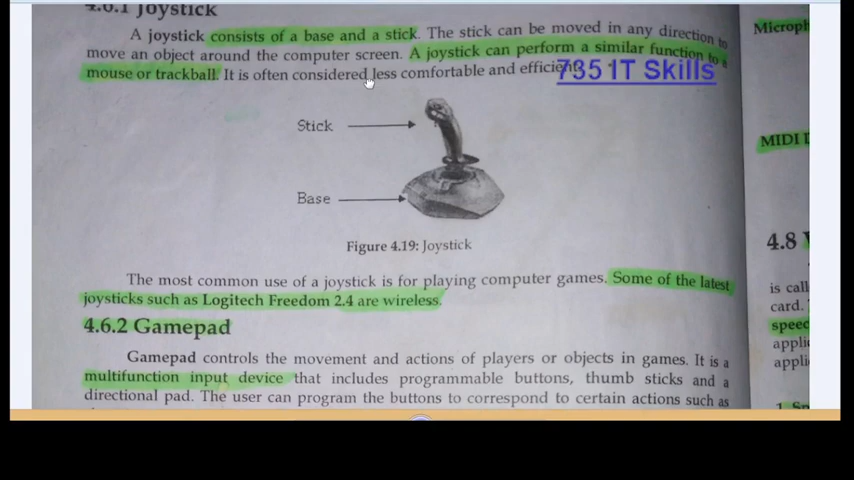 4.6.1 Joystick
A joystick consists of a base and a stick. The stick can be moved in any direction to
move an object around the computer screen. A joystick can perform a similar function to a
mouse or trackball. It is often considered less comfortable and efficient
735 IT Skills
Stick
Base
Figure 4.19: Joystick
The most common use of a joystick is for playing computer games. Some of the latest
joysticks such as Logitech Freedom 2.4 are wireless.
4.6.2 Gamepad
Gamepad controls the movement and actions of players or objects in games. It is a
multifunction input device that includes programmable buttons, thumb sticks and a
directional pad. The user can program the buttons to correspond to certain actions such as
Microph
MIDI
4.8
is call
card.
speec
appli
appli